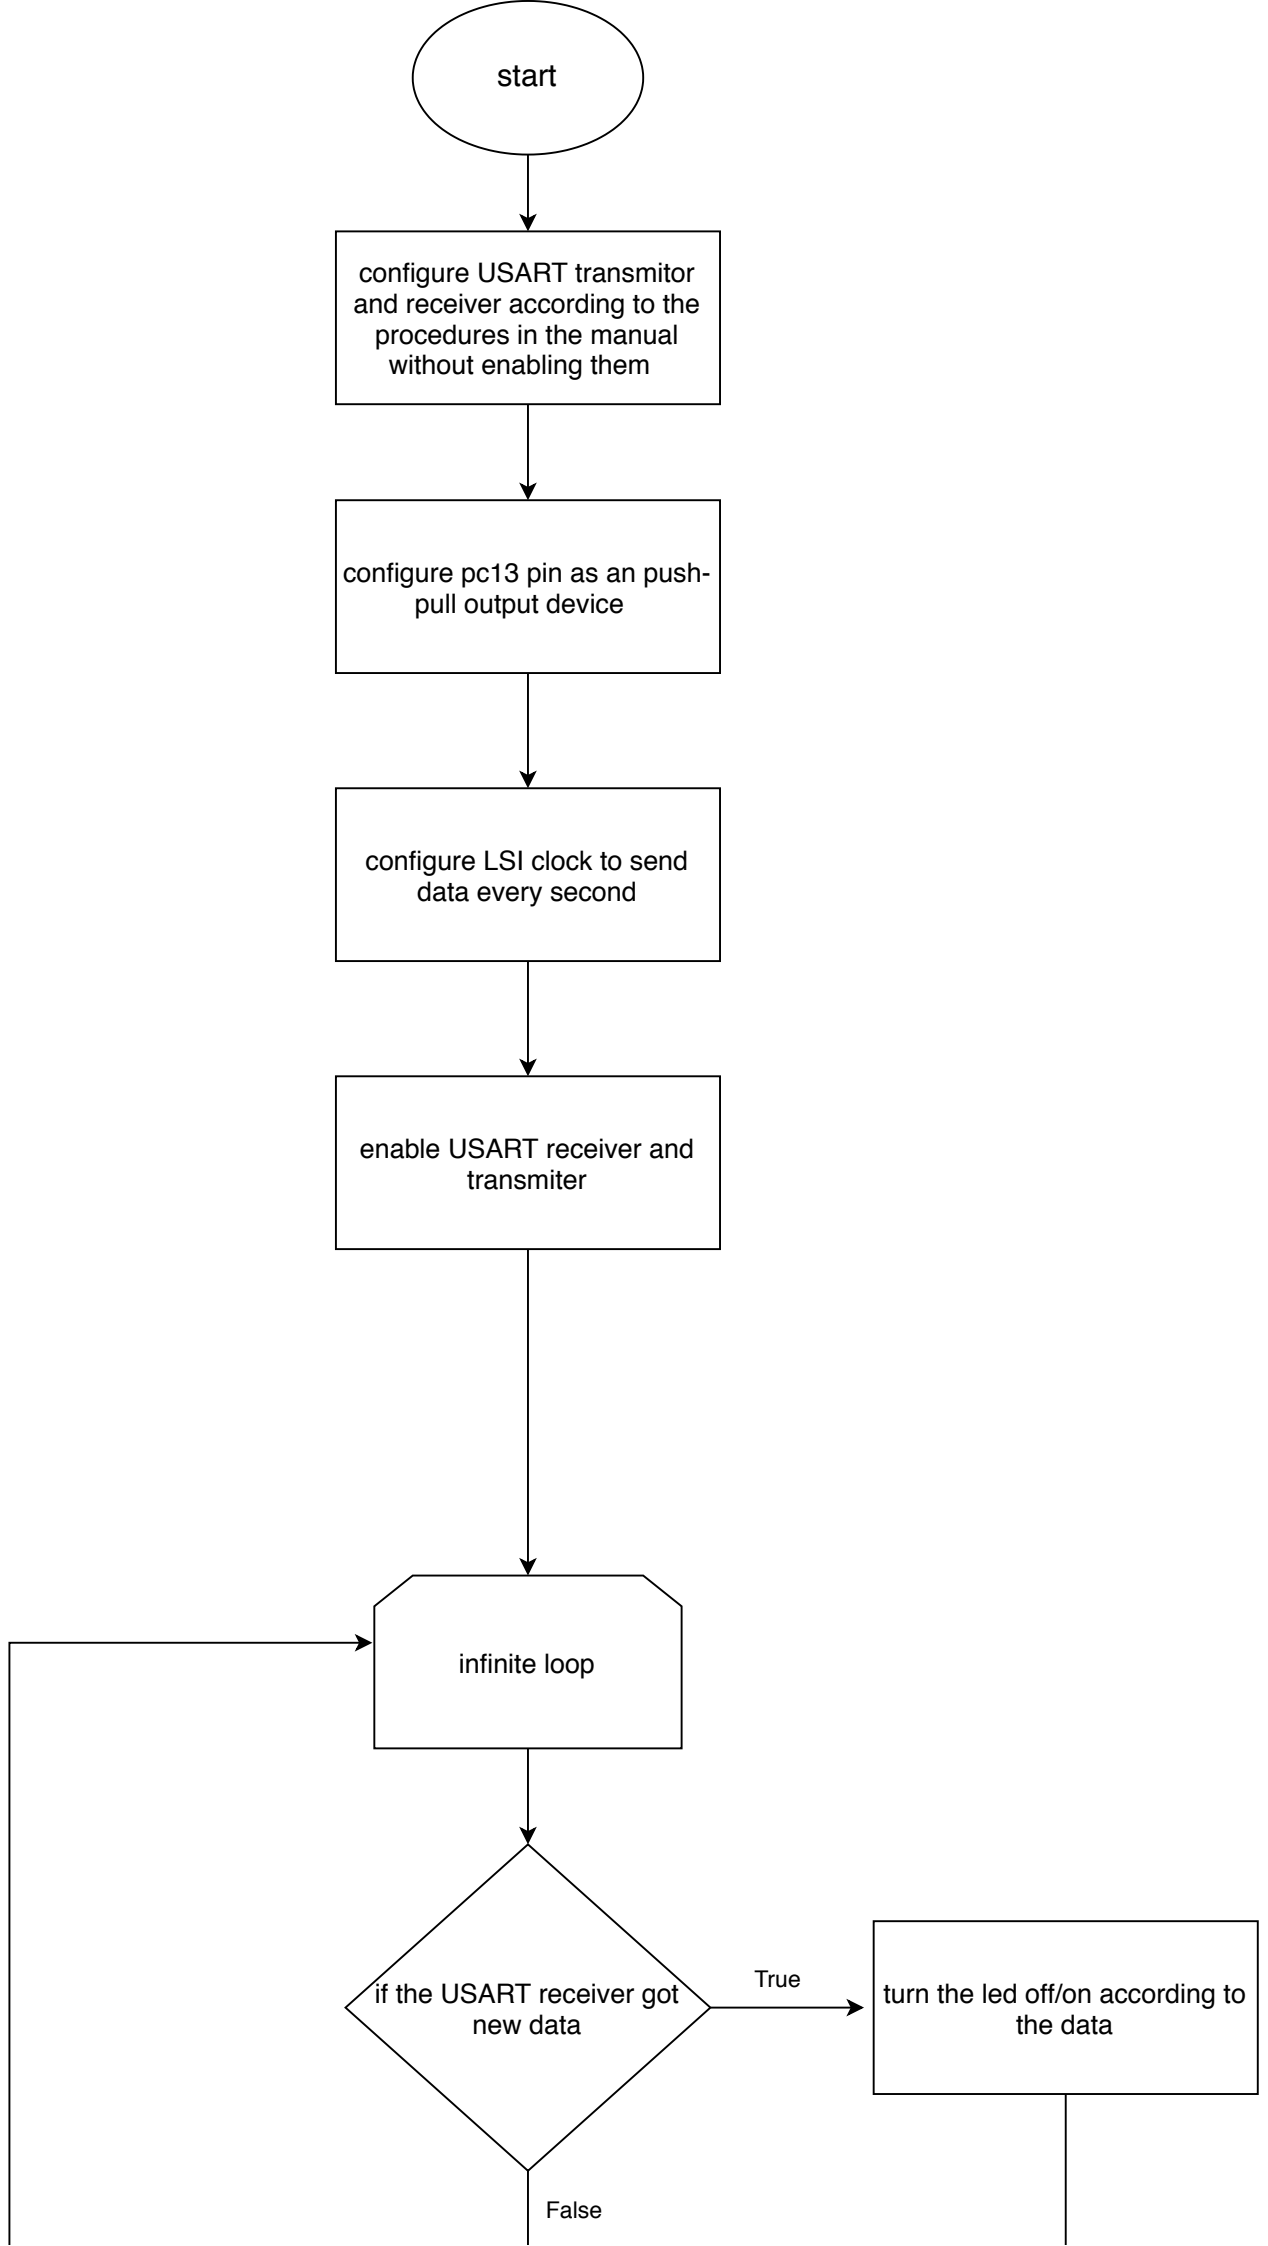 start
configure USART transmitor
and receiver according to the
procedures in the manual
without enabling them
configure pc13 pin as an push-
pull output device
configure LSI clock to send
data every second
enable USART receiver and
transmiter
infinite loop
if the USART receiver got
new data
True
turn the led off/on according to
the data
False